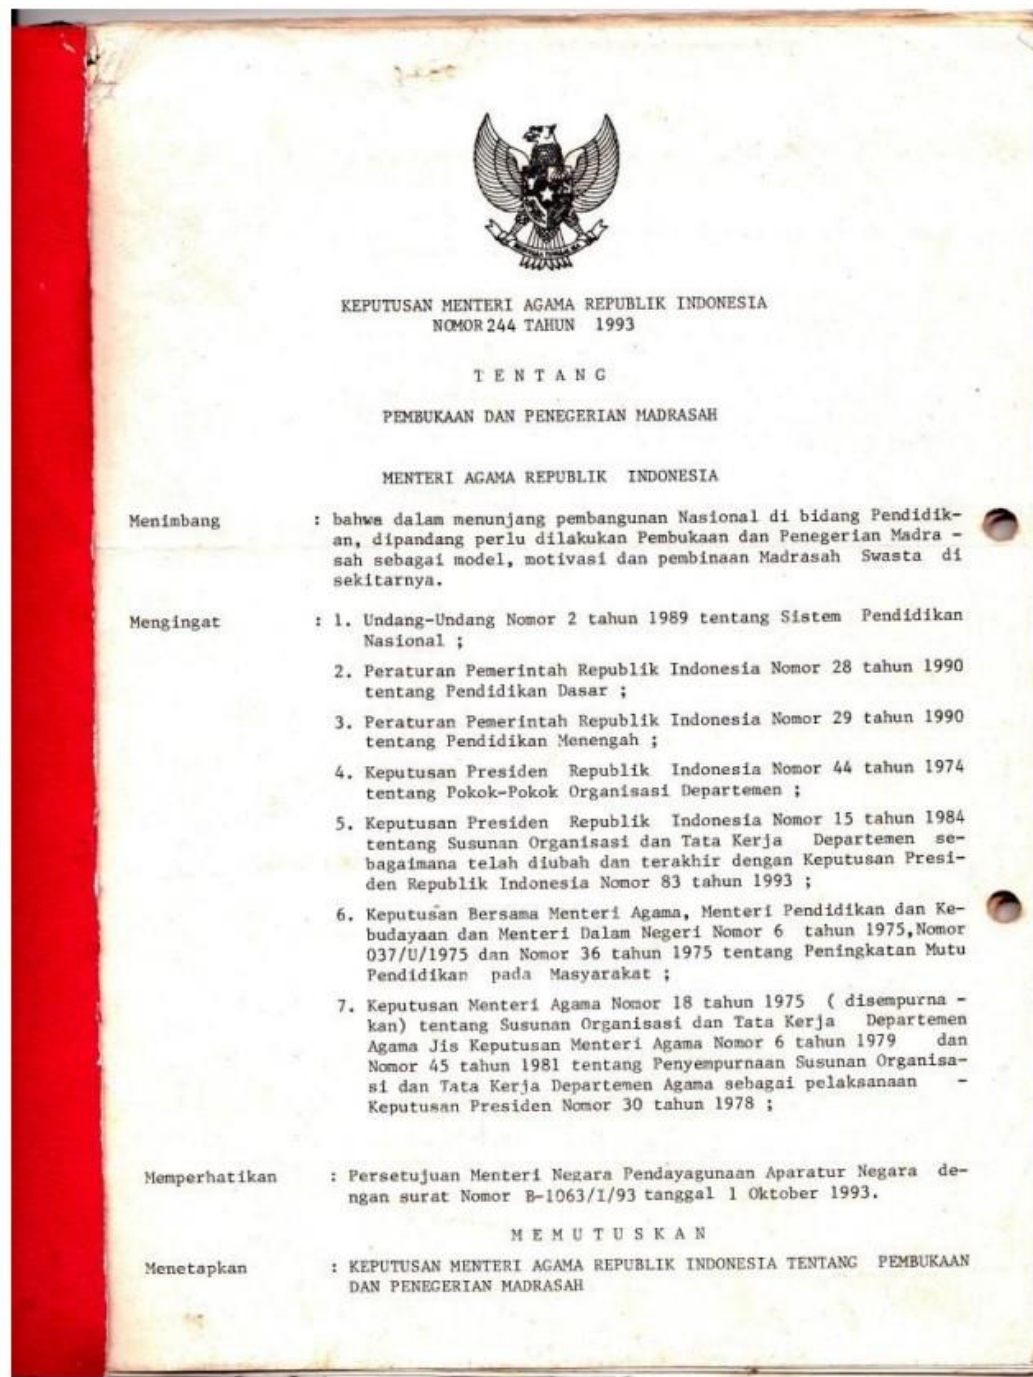 KEPUTUSAN MENTERI AGAMA REPUBLIK INDONESIA
NOMOR 244 TAHUN 1993
T E N T A N G
PEMBUKAAN DAN PENEGERIAN MADRASAH
MENTERI AGAMA REPUBLIK INDONESIA
Menimbang : bahwa dalam menunjang pembangunan Nasional di bidang Pendidik-
an, dipandang perlu dilakukan Pembukaan dan Penegerian Madra -
sah sebagai model, motivasi dan pembinaan Madrasah Swasta di
sekitarnya.
Mengingat : 1. Undang-Undang Nomor 2 tahun 1989 tentang Sistem Pendidikan
Nasional ;
2. Peraturan Pemerintah Republik Indonesia Nomor 28 tahun 1990
tentang Pendidikan Dasar ;
3. Peraturan Pemerintah Republik Indonesia Nomor 29 tahun 1990
tentang Pendidikan Menengah ;
4. Keputusan Presiden Republik Indonesia Nomor 44 tahun 1974
tentang Pokok-Pokok Organisasi Departemen ;
5. Keputusan Presiden Republik Indonesia Nomor 15 tahun 1984
tentang Susunan Organisasi dan Tata Kerja Departemen se-
bagaimana telah diubah dan terakhir dengan Keputusan Presi-
den Republik Indonesia Nomor 83 tahun 1993 ;
6. Keputusan Bersama Menteri Agama, Menteri Pendidikan dan Ke-
budayaan dan Menteri Dalam Negeri Nomor 6 tahun 1975,Nomor
037/U/1975 dan Nomor 36 tahun 1975 tentang Peningkatan Mutu
Pendidikan pada Masyarakat ;
7. Keputusan Menteri Agama Nomor 18 tahun 1975 ( disempurna -
kan) tentang Susunan Organisasi dan Tata Kerja Departemen
Agama Jis Keputusan Menteri Agama Nomor 6 tahun 1979 dan
Nomor 45 tahun 1981 tentang Penyempurnaan Susunan Organisa-
si dan Tata Kerja Departemen Agama sebagai pelaksanaan -
Keputusan Presiden Nomor 30 tahun 1978 ;
Memperhatikan : Persetujuan Menteri Negara Pendayagunaan Aparatur Negara de-
ngan surat Nomor B-1063/I/93 tanggal 1 Oktober 1993.
M E M U T U S K A N
Menetapkan : KEPUTUSAN MENTERI AGAMA REPUBLIK INDONESIA TENTANG PEMBUKAAN
DAN PENEGERIAN MADRASAH